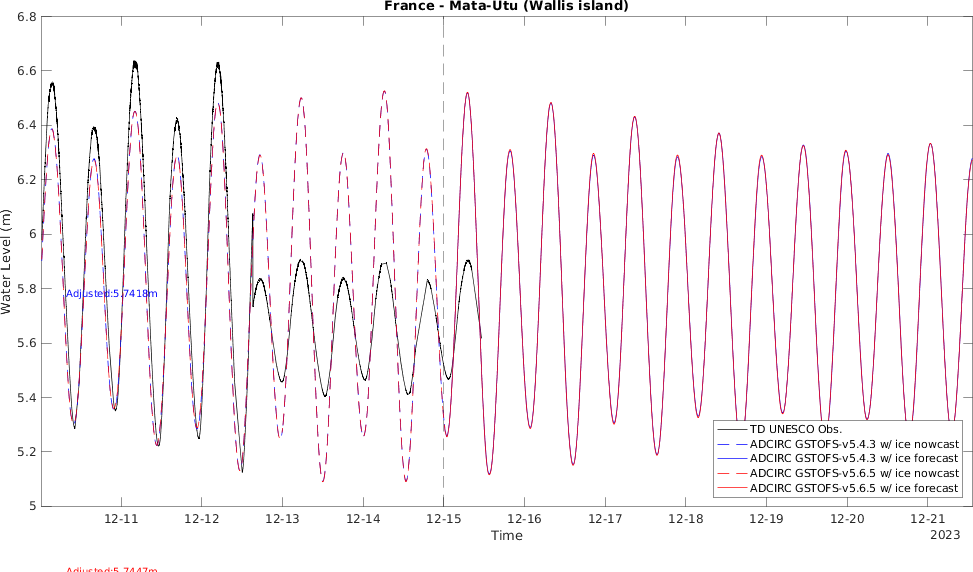 France - Mata-Utu (Wallis island)
6.8
6.6
6.4
6.2
6
5.8
5.6
5.4
5.2
5
Water Level (m)
Adjusted:5.7418m
TD UNESCO Obs.
ADCIRC GSTOFS-v5.4.3 w/ ice nowcast
ADCIRC GSTOFS-v5.4.3 w/ ice forecast
ADCIRC GSTOFS-v5.6.5 w/ ice nowcast
ADCIRC GSTOFS-v5.6.5 w/ ice forecast
12-11 12-12 12-13 12-14 12-15 12-16 12-17 12-18 12-19 12-20 12-21
Time
2023
Adjusted:5.7447m